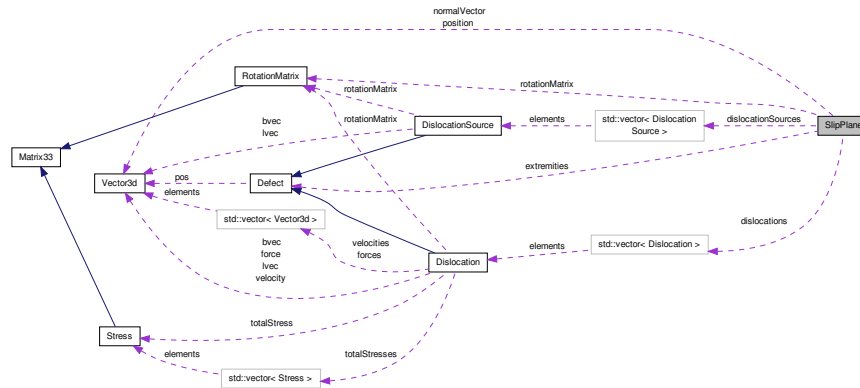 normalVector
position
RotationMatrix
rotationMatrix
rotationMatrix
bvec
lvec
rotationMatrix
DislocationSource
elements
std::vector< Dislocation
Source >
dislocationSources
SlipPlane
Matrix33
Vector3d
pos
Defect
extremities
elements
std::vector< Vector3d >
dislocations
bvec
force
lvec
velocity
velocities
forces
Dislocation
elements
std::vector< Dislocation >
totalStress
Stress
elements
std::vector< Stress >
totalStresses